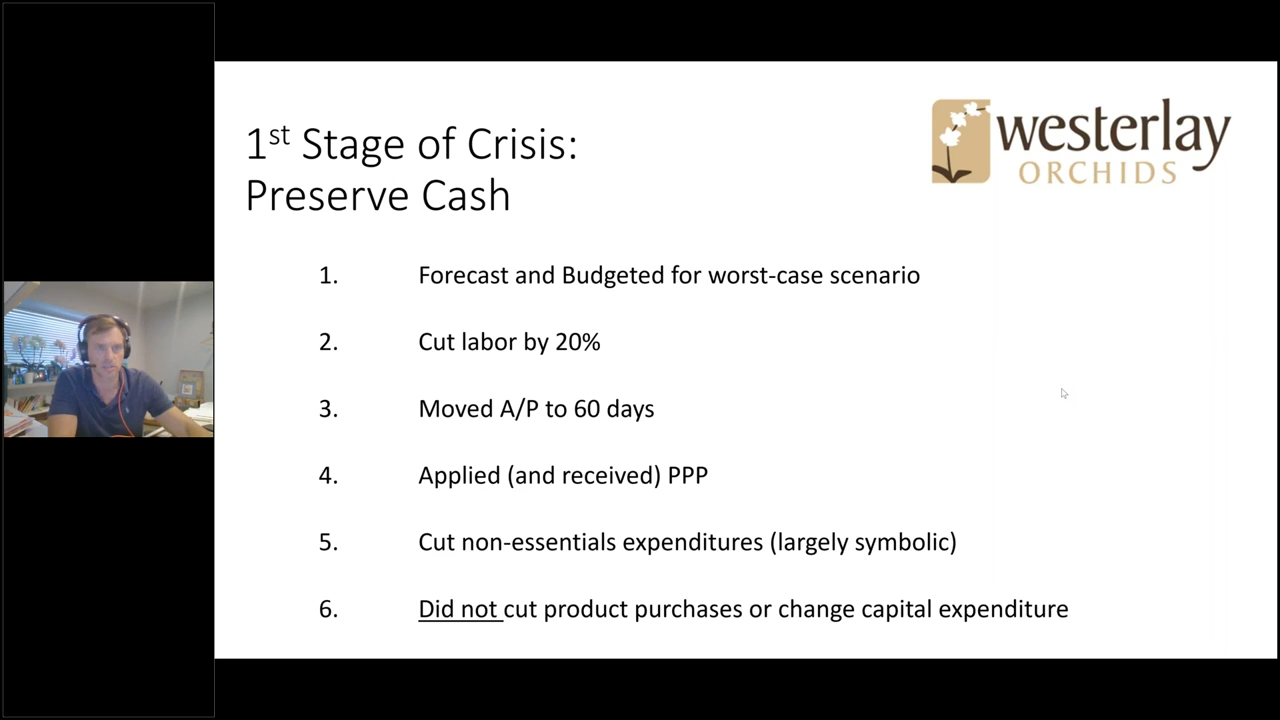 westerlay
ORCHIDS
1st Stage of Crisis:
Preserve Cash
1. Forecast and Budgeted for worst-case scenario
2. Cut labor by 20%
3. Moved A/P to 60 days
4. Applied (and received) PPP
5. Cut non-essentials expenditures (largely symbolic)
6. Did not cut product purchases or change capital expenditure